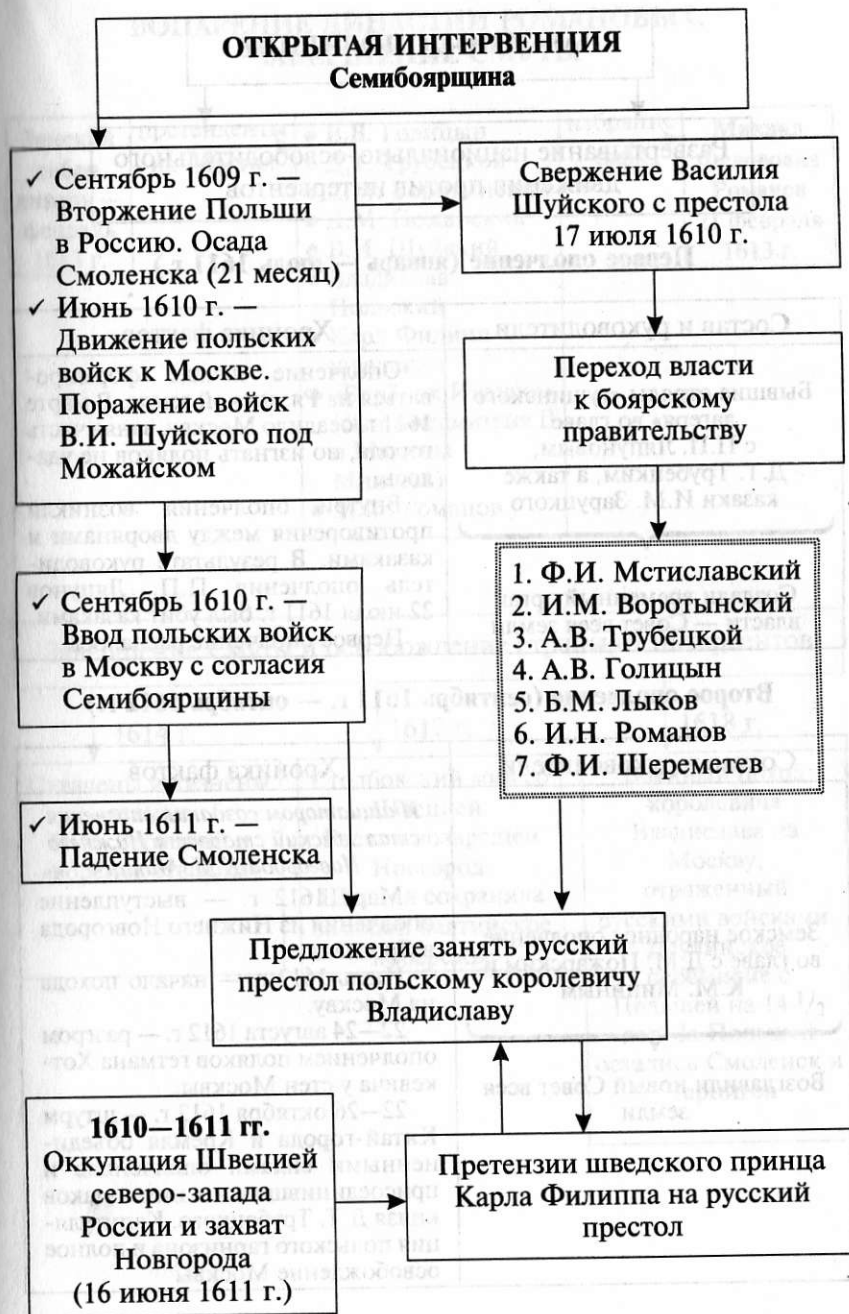 ОТКРЫТАЯ ИНТЕРВЕНЦИЯ
Семибоярщина
✓ Сентябрь 1609 г. —
Вторжение Польши
в Россию. Осада
Смоленска (21 месяц)
✓ Июнь 1610 г. —
Движение польских
войск к Москве.
Поражение войск
В.И. Шуйского под
Можайском
Свержение Василия
Шуйского с престола
17 июля 1610 г.
Переход власти
к боярскому
правительству
✓ Сентябрь 1610 г.
Ввод польских войск
в Москву с согласия
Семибоярщины
1. Ф.И. Мстиславский
2. И.М. Воротынский
3. А.В. Трубецкой
4. А.В. Голицын
5. Б.М. Лыков
6. И.Н. Романов
7. Ф.И. Шереметев
✓ Июнь 1611 г.
Падение Смоленска
Предложение занять русский
престол польскому королевичу
Владиславу
1610—1611 гг.
Оккупация Швецией
северо-запада
России и захват
Новгорода
(16 июня 1611 г.)
Претензии шведского принца
Карла Филиппа на русский
престол